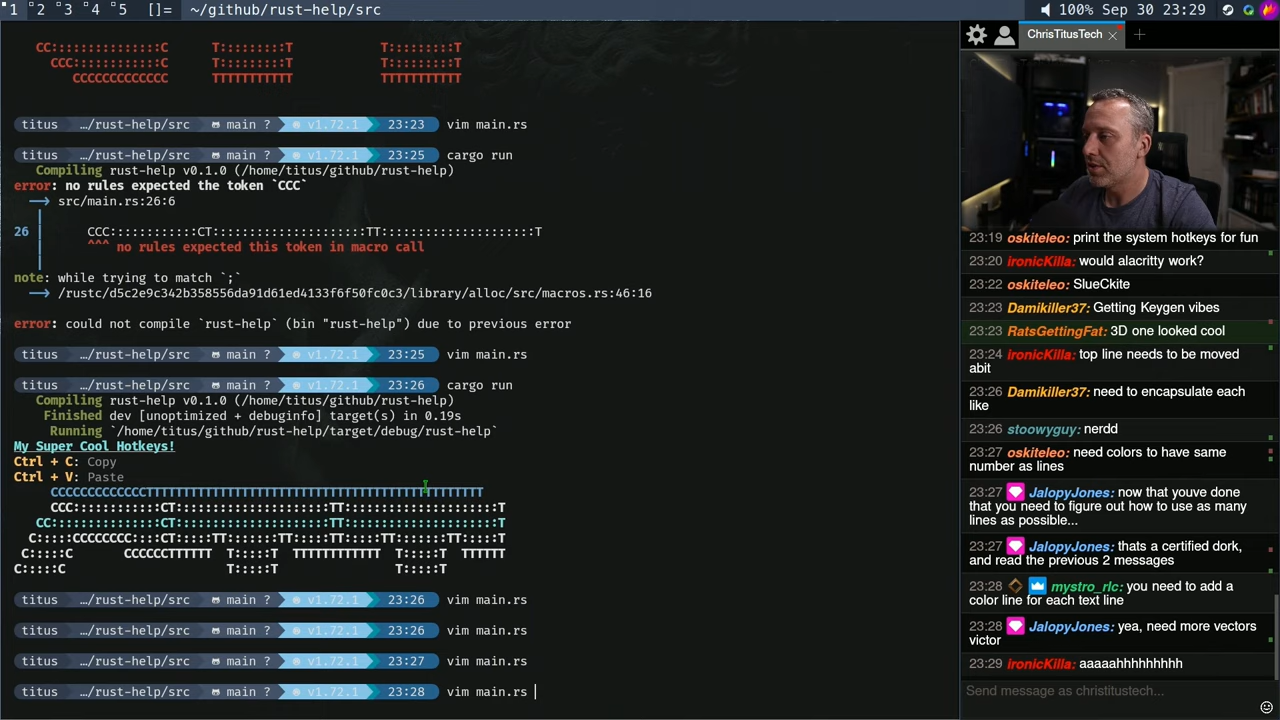 1 2 3 4 5 []= ~/github/rust-help/src 100% Sep 30 23:29
CC:::::::::::::::C T::::::::T T::::::::T
CCC::::::::::::C T::::::::T T::::::::T
CCCCCCCCCCCCC TTTTTTTTTTT TTTTTTTTTTT
titus …/rust-help/src main ? v1.72.1 23:23 vim main.rs
titus …/rust-help/src main ? v1.72.1 23:25 cargo run
Compiling rust-help v0.1.0 (/home/titus/github/rust-help)
error: no rules expected the token `CCC`
--> src/main.rs:26:6
|
26 | CCC::::::::::::CT:::::::::::::::::::::TT:::::::::::::::::::::T
| ^^^ no rules expected this token in macro call
|
note: while trying to match `;`
--> /rustc/d5c2e9c342b358556da91d61ed4133f6f50fc0c3/library/alloc/src/macros.rs:46:16
error: could not compile `rust-help` (bin "rust-help") due to previous error
titus …/rust-help/src main ? v1.72.1 23:25 vim main.rs
titus …/rust-help/src main ? v1.72.1 23:26 cargo run
Compiling rust-help v0.1.0 (/home/titus/github/rust-help)
Finished dev [unoptimized + debuginfo] target(s) in 0.19s
Running `/home/titus/github/rust-help/target/debug/rust-help`
My Super Cool Hotkeys!
Ctrl + C: Copy
Ctrl + V: Paste
CCCCCCCCCCCCCTTTTTTTTTTTTTTTTTTTTTTTTTTTTTTTTTTTTTTTTTTTTTT
CCC::::::::::::CT:::::::::::::::::::::TT:::::::::::::::::::::T
CC:::::::::::::::CT:::::::::::::::::::::TT:::::::::::::::::::::T
C:::::CCCCCCCC::::CT:::::TT:::::::TT:::::TT:::::TT:::::::TT:::::T
C:::::C CCCCCCTTTTTT T:::::T TTTTTTTTTTTT T:::::T TTTTTT
C:::::C T:::::T T:::::T
titus …/rust-help/src main ? v1.72.1 23:26 vim main.rs
titus …/rust-help/src main ? v1.72.1 23:26 vim main.rs
titus …/rust-help/src main ? v1.72.1 23:27 vim main.rs
titus …/rust-help/src main ? v1.72.1 23:28 vim main.rs
ChrisTitusTech
23:19 oskiteleo: print the system hotkeys for fun
23:20 ironicKilla: would alacritty work?
23:22 oskiteleo: SlueCkite
23:23 Damikiller37: Getting Keygen vibes
23:23 RatsGettingFat: 3D one looked cool
23:24 ironicKilla: top line needs to be moved
abit
23:26 Damikiller37: need to encapsulate each
like
23:26 stoowyguy: nerdd
23:27 oskiteleo: need colors to have same
number as lines
23:27 JalopyJones: now that youve done
that you need to figure out how to use as many
lines as possible...
23:27 JalopyJones: thats a certified dork,
and read the previous 2 messages
23:28 mystro_rlc: you need to add a
color line for each text line
23:28 JalopyJones: yea, need more vectors
victor
23:29 ironicKilla: aaaaahhhhhhhhh
Send message as christitustech...